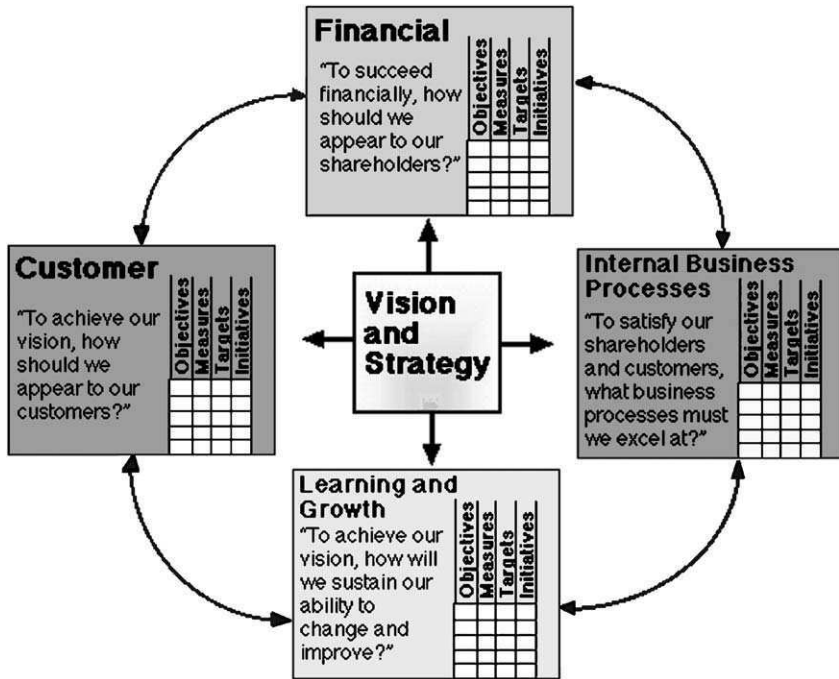 Financial
“To succeed
financially, how
should we
appear to our
shareholders?”
Objectives
Measures
Targets
Initiatives
Customer
“To achieve our
vision, how
should we
appear to our
customers?”
Objectives
Measures
Targets
Initiatives
Vision
and
Strategy
Internal Business
Processes
“To satisfy our
shareholders
and customers,
what business
processes must
we excel at?”
Objectives
Measures
Targets
Initiatives
Learning and
Growth
“To achieve our
vision, how will
we sustain our
ability to
change and
improve?”
Objectives
Measures
Targets
Initiatives